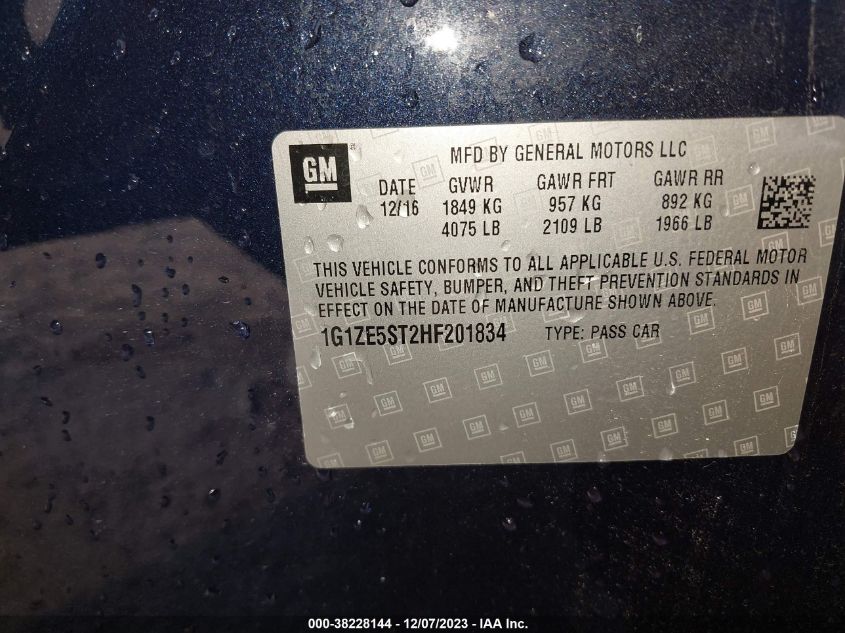 GM MFD BY GENERAL MOTORS LLC
DATE GVWR GAWR FRT GAWR RR
12/16 1849 KG 957 KG 892 KG
4075 LB 2109 LB 1966 LB
THIS VEHICLE CONFORMS TO ALL APPLICABLE U.S. FEDERAL MOTOR
VEHICLE SAFETY, BUMPER, AND THEFT PREVENTION STANDARDS IN
EFFECT ON THE DATE OF MANUFACTURE SHOWN ABOVE.
1G1ZE5ST2HF201834 TYPE: PASS CAR
000-38228144 - 12/07/2023 - IAA Inc.